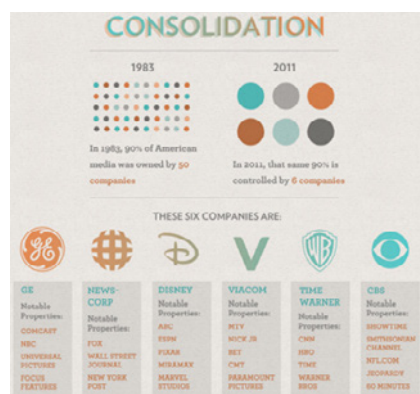 CONSOLIDATION
1983
2011
In 1983, 90% of American
media was owned by 50
companies
In 2011, that same 90% is
controlled by 6 companies
THESE SIX COMPANIES ARE:
GE
Notable
Properties:
COMCAST
NBC
UNIVERSAL
PICTURES
FOCUS
FEATURES
NEWS-
CORP
Notable
Properties:
FOX
WALL STREET
JOURNAL
NEW YORK
POST
D
DISNEY
Notable
Properties:
ABC
ESPN
PIXAR
MIRAMAX
MARVEL
STUDIOS
V
VIACOM
Notable
Properties:
MTV
NICK JR
BET
CMT
PARAMOUNT
PICTURES
WB
TIME
WARNER
Notable
Properties:
CNN
HBO
TIME
WARNER
BROS
CBS
Notable
Properties:
SHOWTIME
SMITHSONIAN
CHANNEL
NFL.COM
JEOPARDY
60 MINUTES